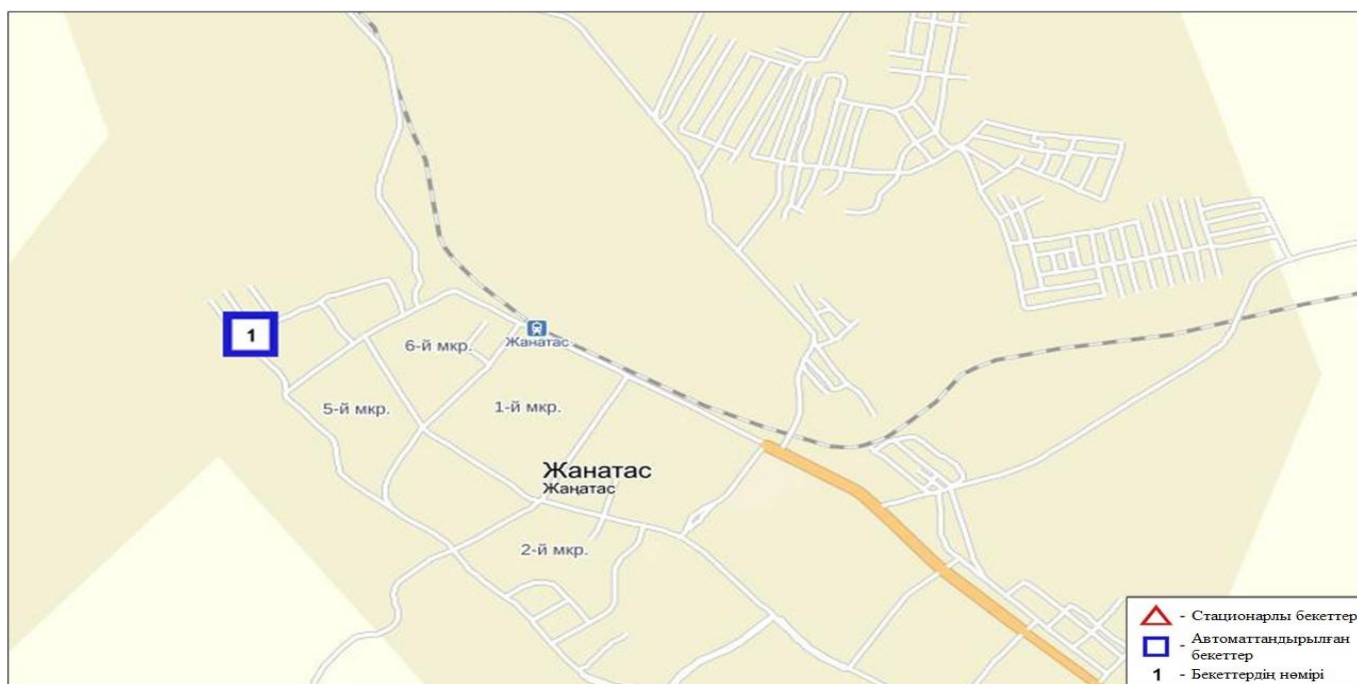 Жанатас
1
6-й мкр.
5-й мкр.
1-й мкр.
Жанатас
Жаңатас
2-й мкр.
- Стационарлы бекеттер
- Автоматтандырылған
бекеттер
1 - Бекеттердің нөмірі